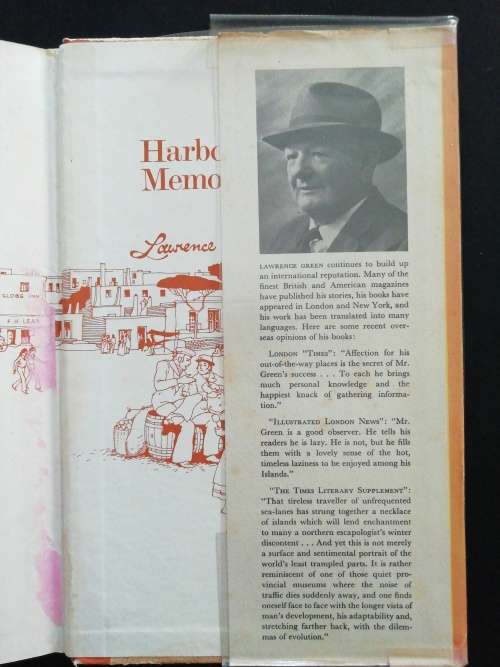 Harbo
Memo
Lawrence
GLOBE INN
LAWRENCE GREEN continues to build up
an international reputation. Many of the
finest British and American magazines
have published his stories, his books have
appeared in London and New York, and
his work has been translated into many
languages. Here are some recent over-
seas opinions of his books:
LONDON "TIMES": "Affection for his
out-of-the-way places is the secret of Mr.
Green's success . . . . To each he brings
much personal knowledge and the
happiest knack of gathering informa-
tion."
"ILLUSTRATED LONDON NEWS": "Mr.
Green is a good observer. He tells his
readers he is lazy. He is not, but he fills
them with a lovely sense of the hot,
timeless laziness to be enjoyed among his
Islands."
"THE TIMES LITERARY SUPPLEMENT":
"That tireless traveller of unfrequented
sea-lanes has strung together a necklace
of islands which will lend enchantment
to many a northern escapologist's winter
discontent . . . And yet this is not merely
a surface and sentimental portrait of the
world's least trampled parts. It is rather
reminiscent of one of those quiet pro-
vincial museums where the noise of
traffic dies suddenly away, and one finds
oneself face to face with the longer vista of
man's development, his adaptability and,
stretching farther back, with the dilem-
mas of evolution."